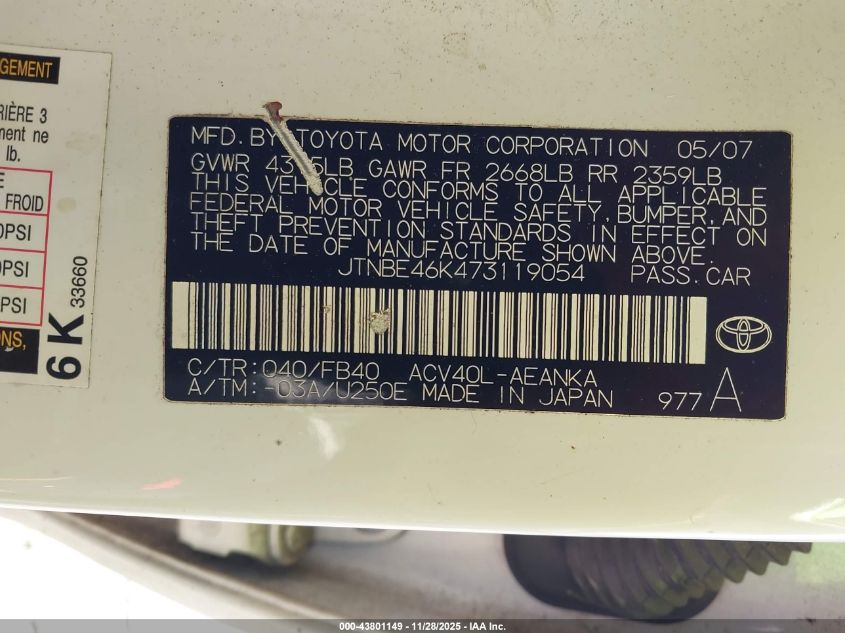 GEMENT
RIÈRE 3
ment ne
lb.
E
FROID
PSI
PSI
PSI
ONS,
6K 33660
MFD. BY TOYOTA MOTOR CORPORATION 05/07
GVWR LB GAWR FR 2668LB RR 2359LB
THIS VEHICLE CONFORMS TO ALL APPLICABLE
FEDERAL MOTOR VEHICLE SAFETY, BUMPER, AND
THEFT PREVENTION STANDARDS IN EFFECT ON
THE DATE OF MANUFACTURE SHOWN ABOVE.
JTNBE46K473119054 PASS. CAR
C/TR: 040/FB40 ACV40L-AEANKA
A/TM: -03A/U250E MADE IN JAPAN 977 A
000-43801149 - 11/28/2025 - IAA Inc.